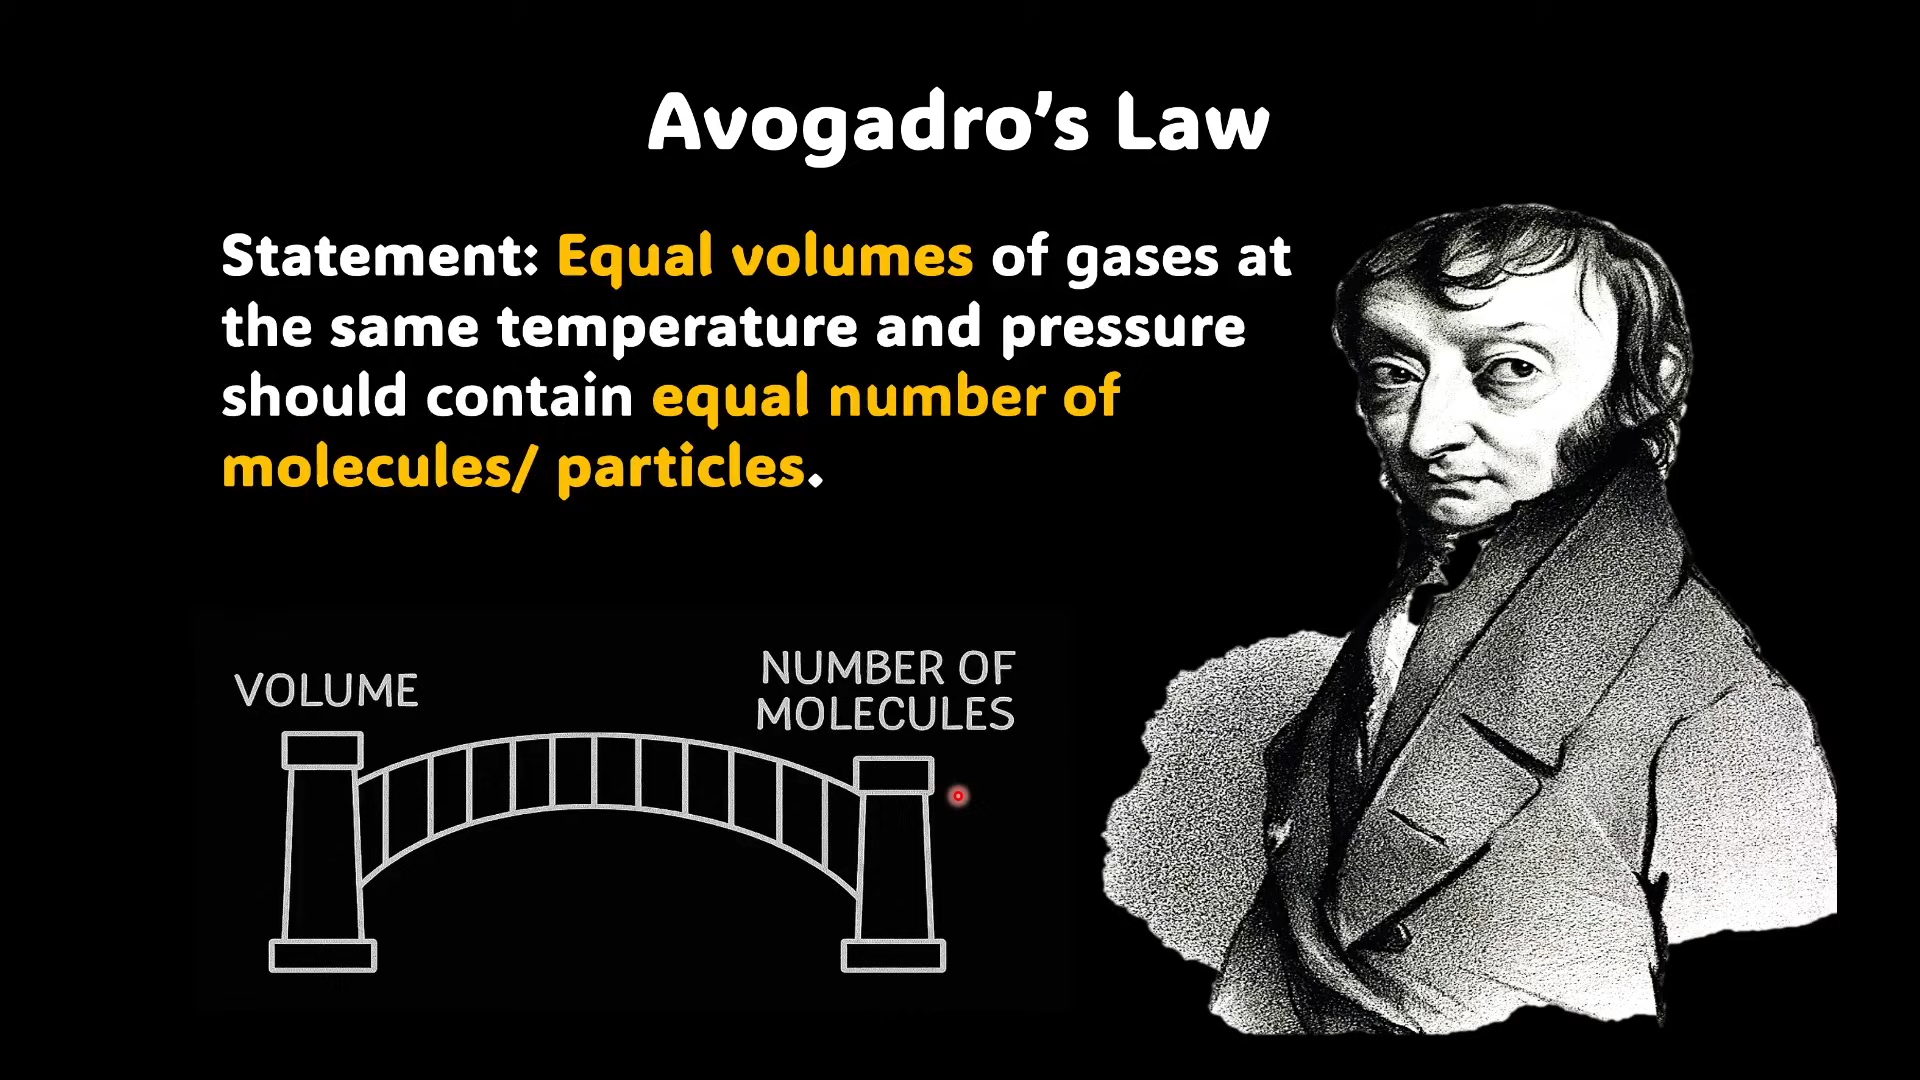 Avogadro’s Law
Statement: Equal volumes of gases at
the same temperature and pressure
should contain equal number of
molecules/ particles.
VOLUME
NUMBER OF
MOLECULES